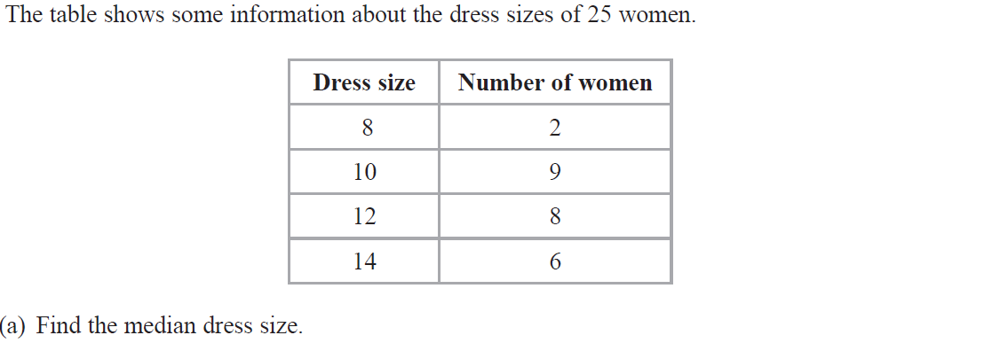 The table shows some information about the dress sizes of 25 women.
Dress size Number of women
8 2
10 9
12 8
14 6
(a) Find the median dress size.